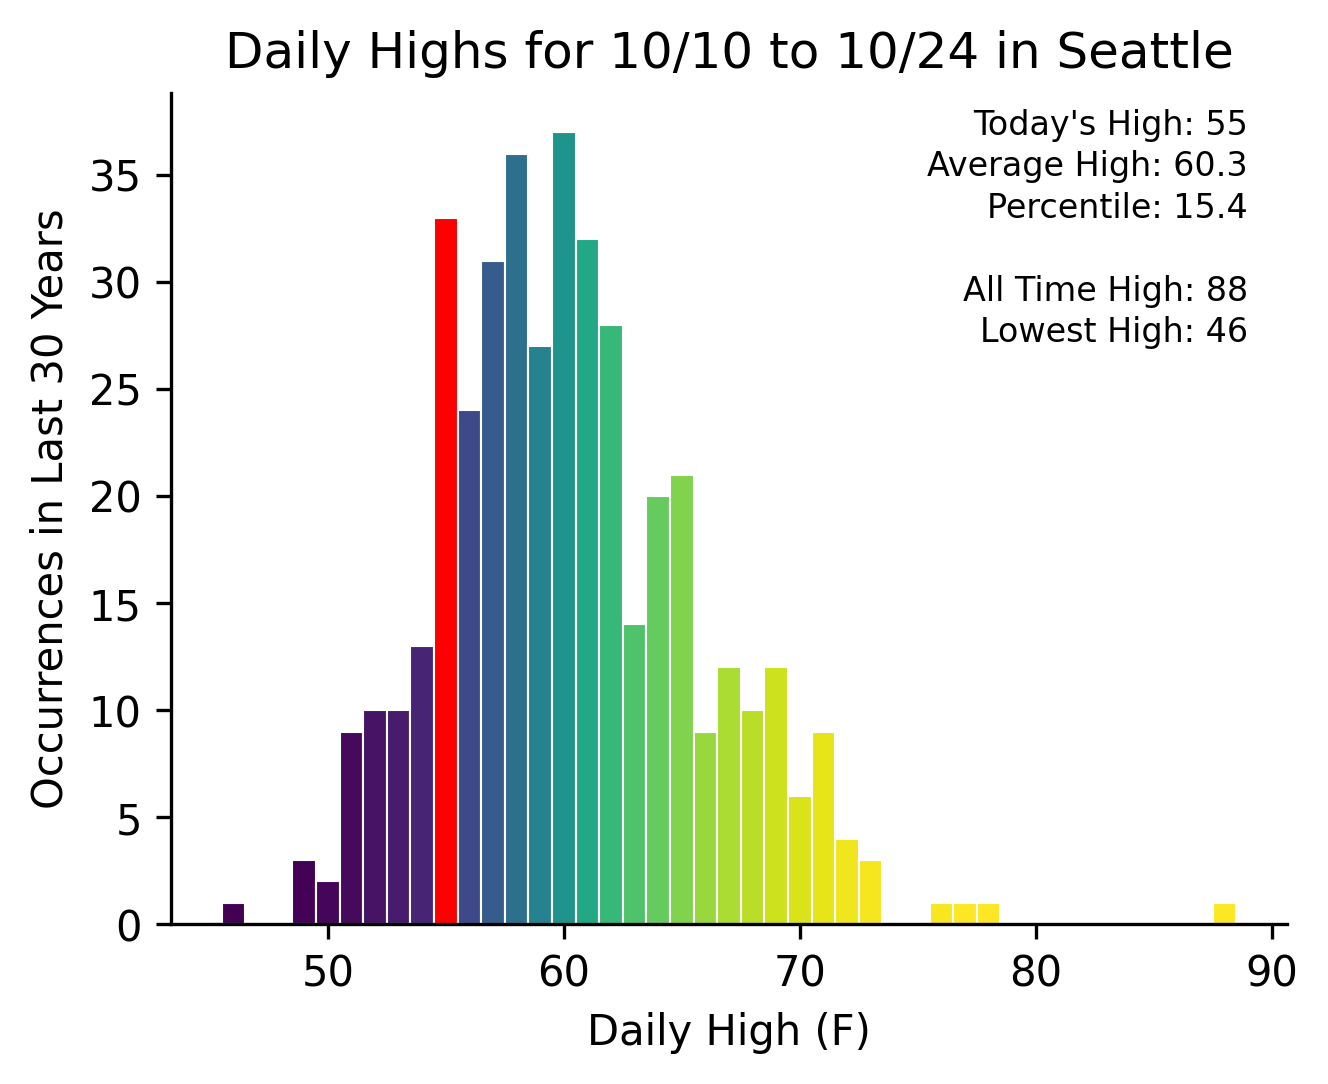 Daily Highs for 10/10 to 10/24 in Seattle
Today's High: 55
Average High: 60.3
Percentile: 15.4
All Time High: 88
Lowest High: 46
Occurrences in Last 30 Years
35
30
25
20
15
10
5
0
50 60 70 80 90
Daily High (F)